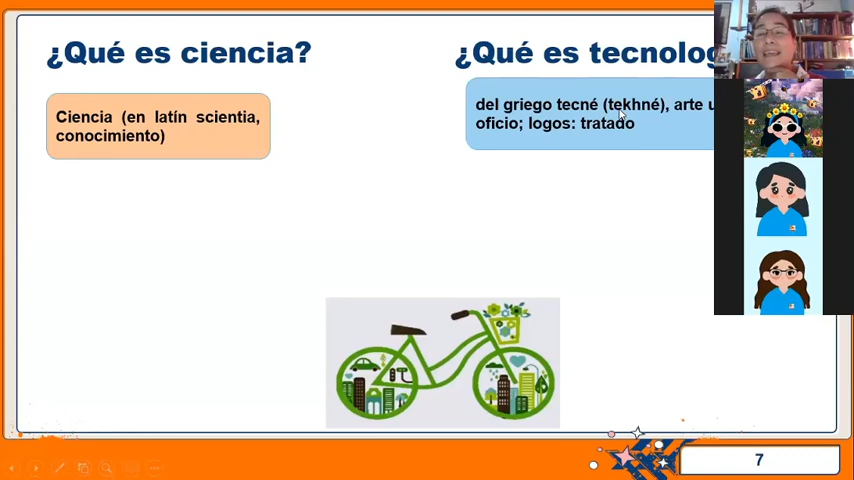 ¿Qué es ciencia?
¿Qué es tecnolog
Ciencia (en latín scientia,
conocimiento)
del griego tecné (tekhné), arte u
oficio; logos: tratado
7